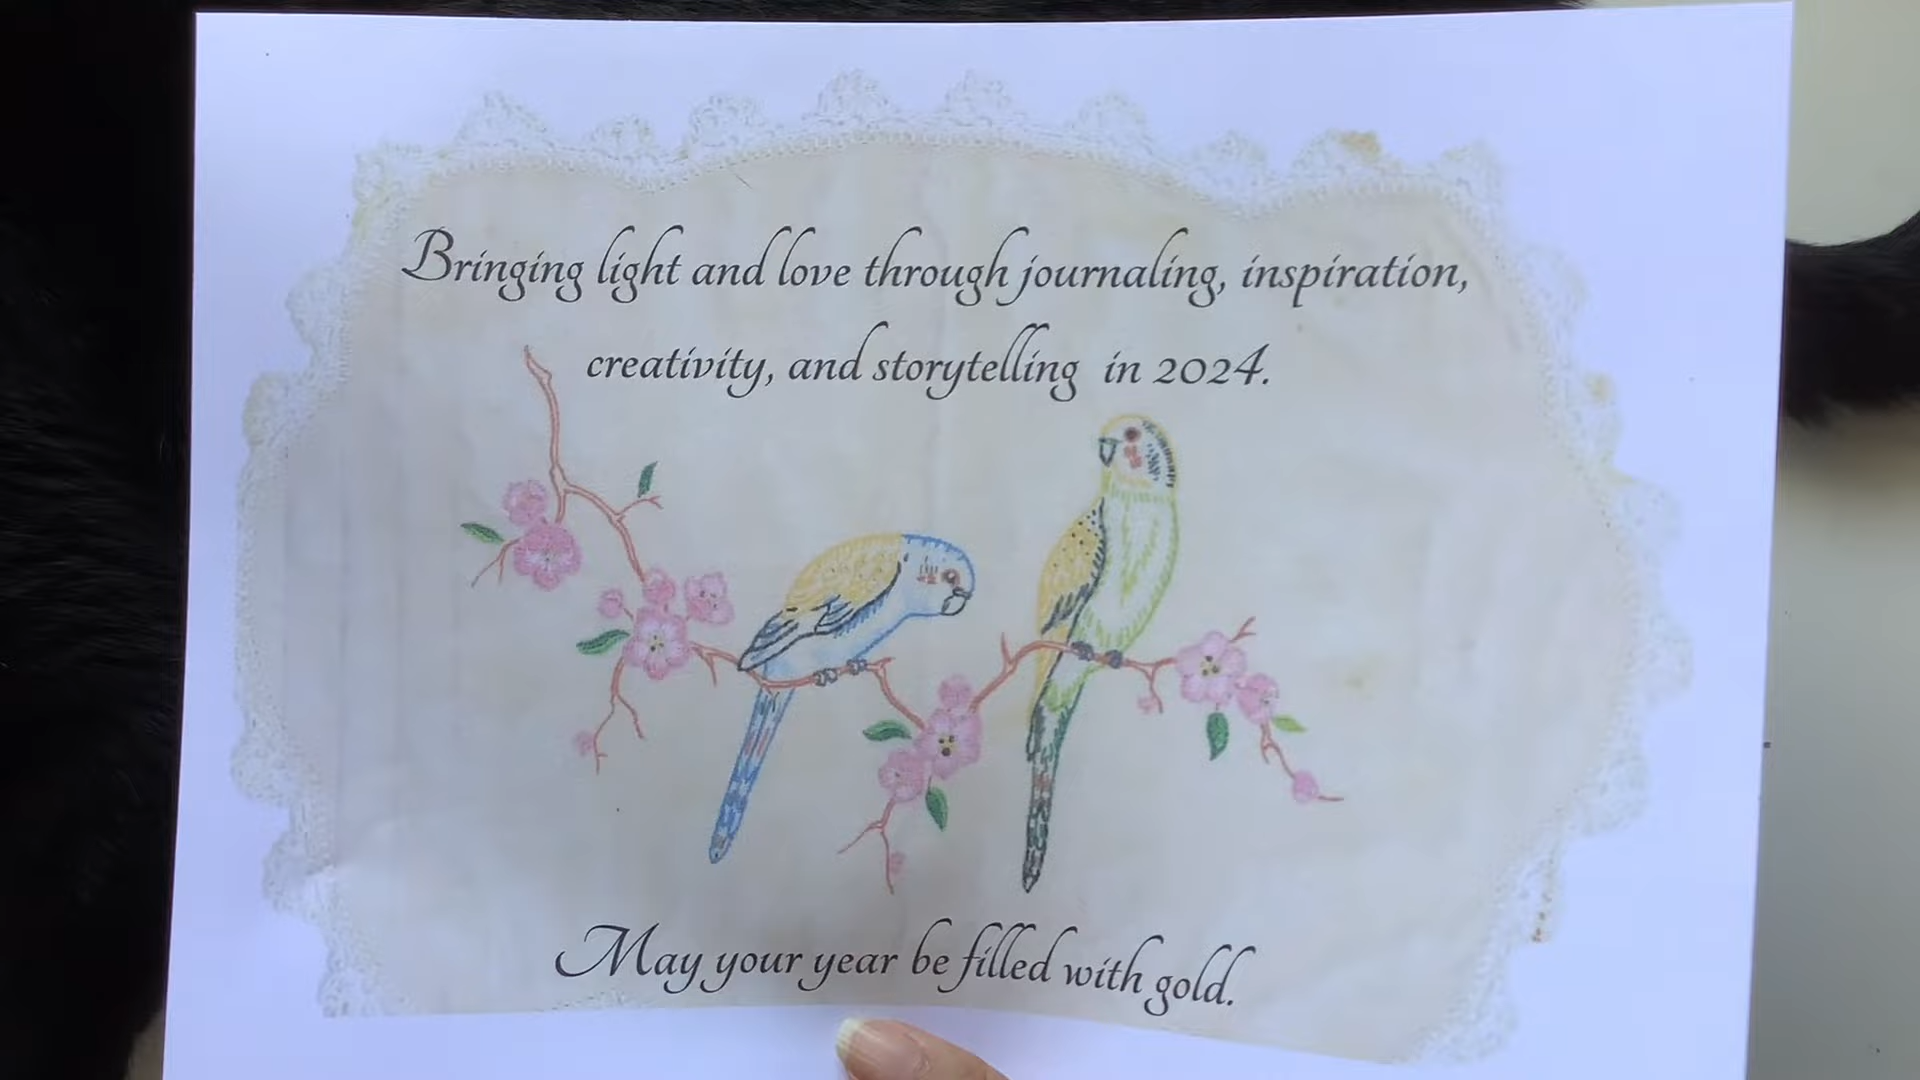 Bringing light and love through journaling, inspiration,
creativity, and storytelling in 2024.
May your year be filled with gold.